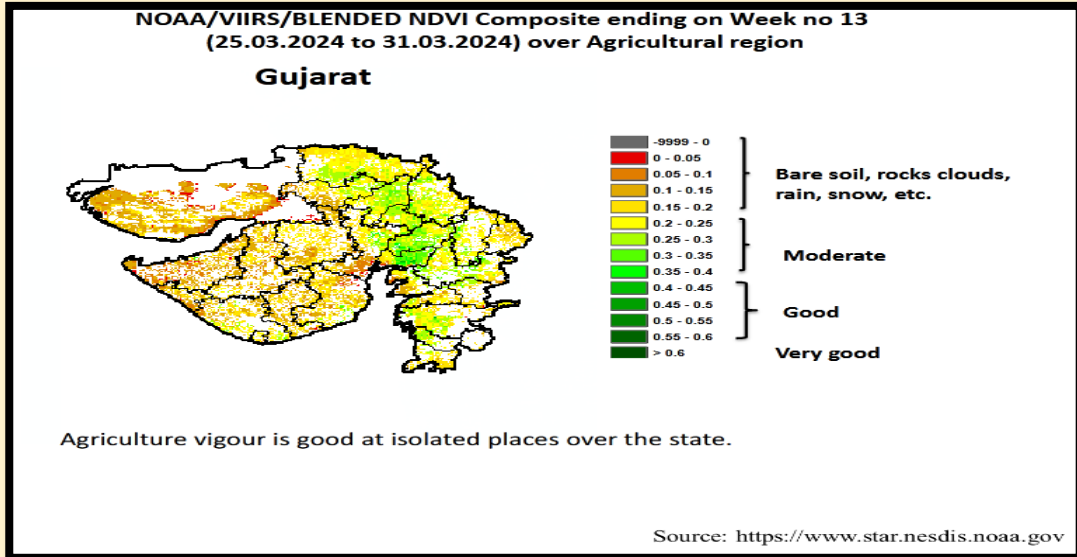 NOAA/VIIRS/BLENDED NDVI Composite ending on Week no 13
(25.03.2024 to 31.03.2024) over Agricultural region
Gujarat
-9999 - 0
0 - 0.05
0.05 - 0.1
0.1 - 0.15
0.15 - 0.2
0.2 - 0.25
0.25 - 0.3
0.3 - 0.35
0.35 - 0.4
0.4 - 0.45
0.45 - 0.5
0.5 - 0.55
0.55 - 0.6
> 0.6
Bare soil, rocks clouds,
rain, snow, etc.
Moderate
Good
Very good
Agriculture vigour is good at isolated places over the state.
Source: https://www.star.nesdis.noaa.gov